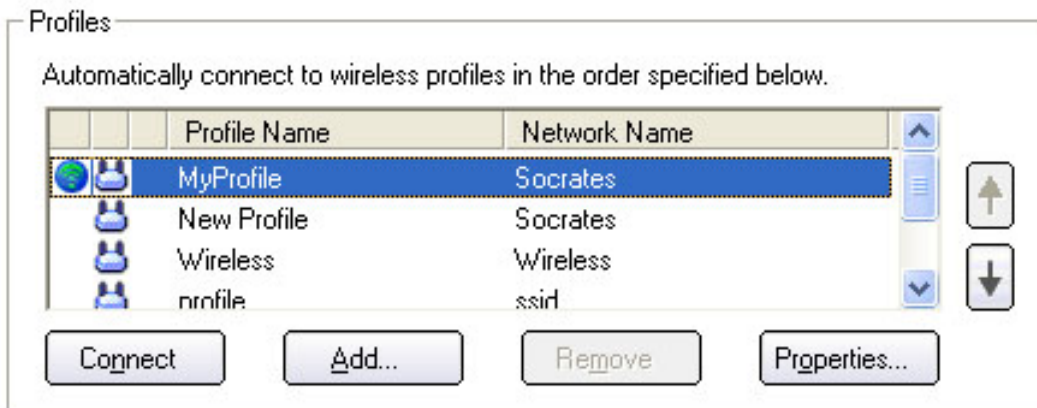 Profiles
Automatically connect to wireless profiles in the order specified below.
Profile Name Network Name
MyProfile Socrates
New Profile Socrates
Wireless Wireless
profile ssid
Connect Add... Remove Properties...